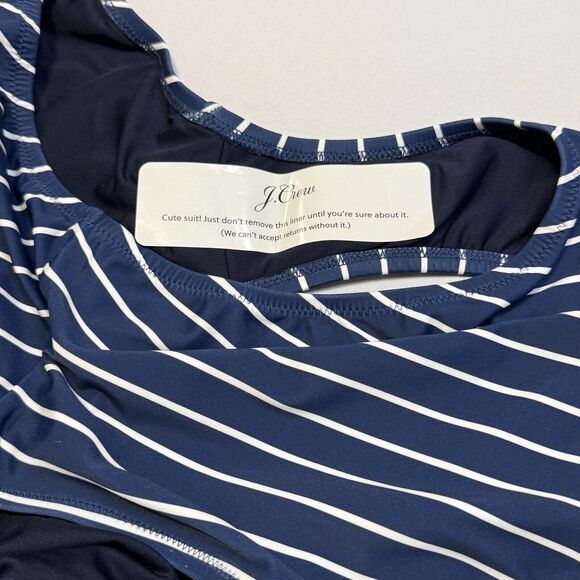 J.Crew
Cute suit! Just don't remove this liner until you're sure about it.
(We can't accept returns without it.)